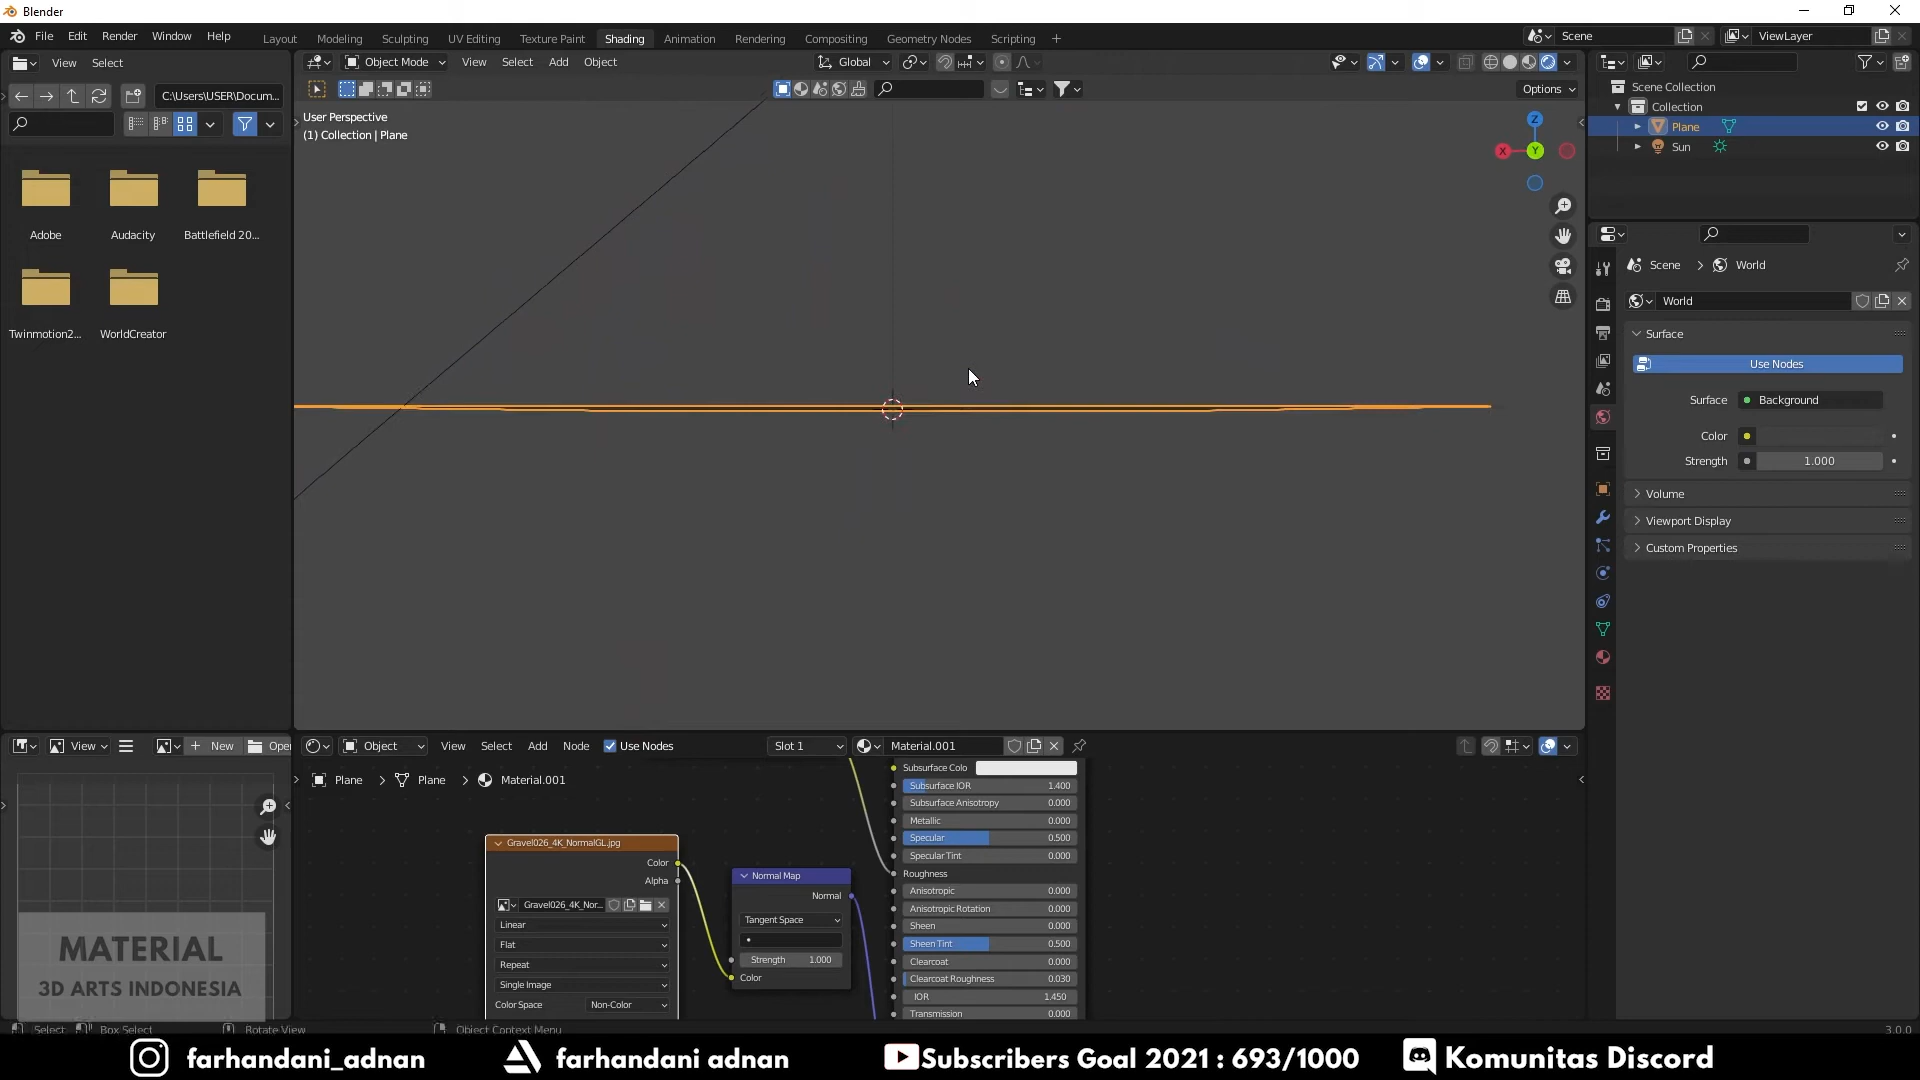 Blender
File Edit Render Window Help
Layout Modeling Sculpting UV Editing Texture Paint Shading Animation Rendering Compositing Geometry Nodes Scripting
Scene
ViewLayer
View Select
Object Mode View Select Add Object
Global
C:\Users\USER\Docum...
Options
User Perspective
(1) Collection | Plane
Z
X
Y
Adobe
Audacity
Battlefield 20...
Twinmotion2...
WorldCreator
Scene Collection
Collection
Plane
Sun
Scene > World
World
Surface
Use Nodes
Surface Background
Color
Strength 1.000
Volume
Viewport Display
Custom Properties
View New Open
Object View Select Add Node Use Nodes Slot 1 Material.001
Plane > Plane > Material.001
Gravel026_4K_NormalGL.jpg
Color
Alpha
Gravel026_4K_Nor...
Linear
Flat
Repeat
Single Image
Color Space Non-Color
Normal Map
Normal
Tangent Space
Strength 1.000
Color
Subsurface Colo
Subsurface IOR 1.400
Subsurface Anisotropy 0.000
Metallic 0.000
Specular 0.500
Specular Tint 0.000
Roughness
Anisotropic 0.000
Anisotropic Rotation 0.000
Sheen 0.000
Sheen Tint 0.500
Clearcoat 0.000
Clearcoat Roughness 0.030
IOR 1.450
Transmission 0.000
MATERIAL
3D ARTS INDONESIA
Select Box Select Rotate View Object Context Menu 3.0.0
farhandani_adnan farhandani adnan Subscribers Goal 2021 : 693/1000 Komunitas Discord